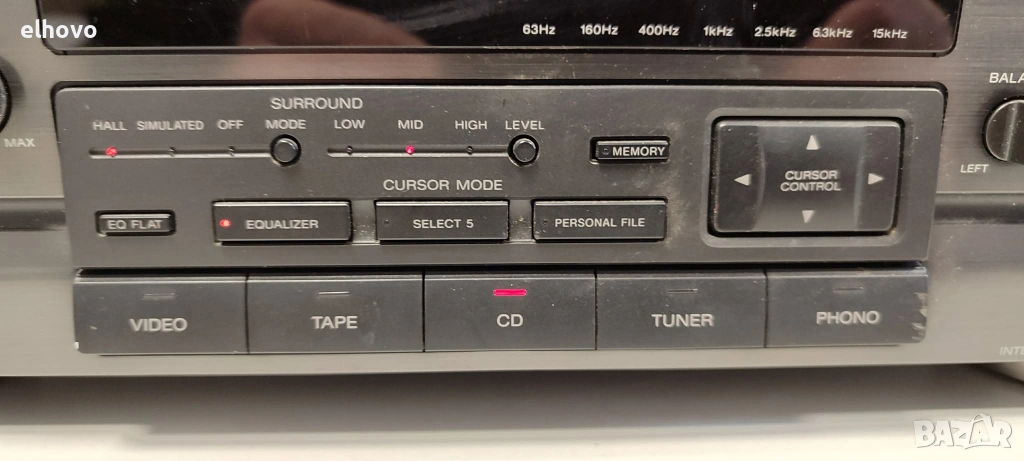 elhovo
63Hz 160Hz 400Hz 1kHz 2.5kHz 6.3kHz 15kHz
SURROUND
HALL SIMULATED OFF MODE LOW MID HIGH LEVEL
MEMORY
MAX
BALA
LEFT
CURSOR CONTROL
CURSOR MODE
EQ FLAT EQUALIZER SELECT 5 PERSONAL FILE
VIDEO TAPE CD TUNER PHONO
INTE
BAZAR